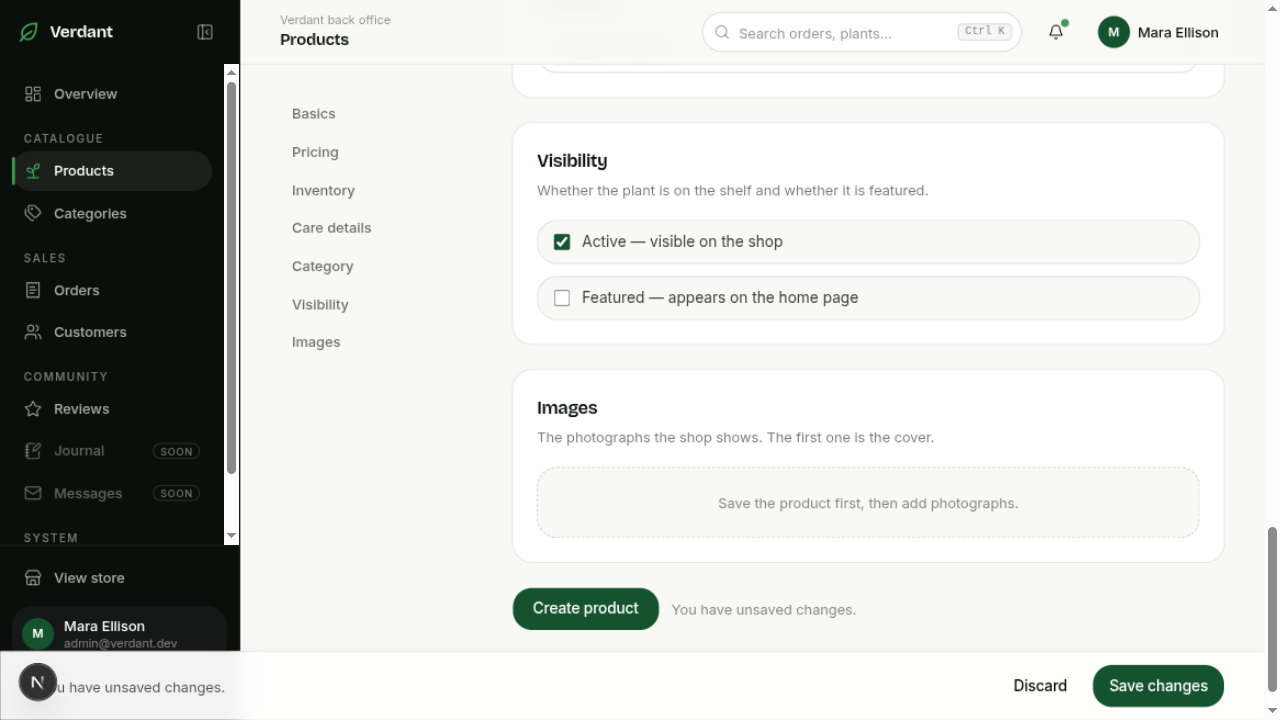 Verdant
Overview
CATALOGUE
Products
Categories
SALES
Orders
Customers
COMMUNITY
Reviews
Journal SOON
Messages SOON
SYSTEM
View store
M Mara Ellison
admin@verdant.dev
Verdant back office
Products
Search orders, plants... Ctrl K
M Mara Ellison
Basics
Pricing
Inventory
Care details
Category
Visibility
Images
Visibility
Whether the plant is on the shelf and whether it is featured.
Active — visible on the shop
Featured — appears on the home page
Images
The photographs the shop shows. The first one is the cover.
Save the product first, then add photographs.
Create product You have unsaved changes.
N u have unsaved changes. Discard Save changes